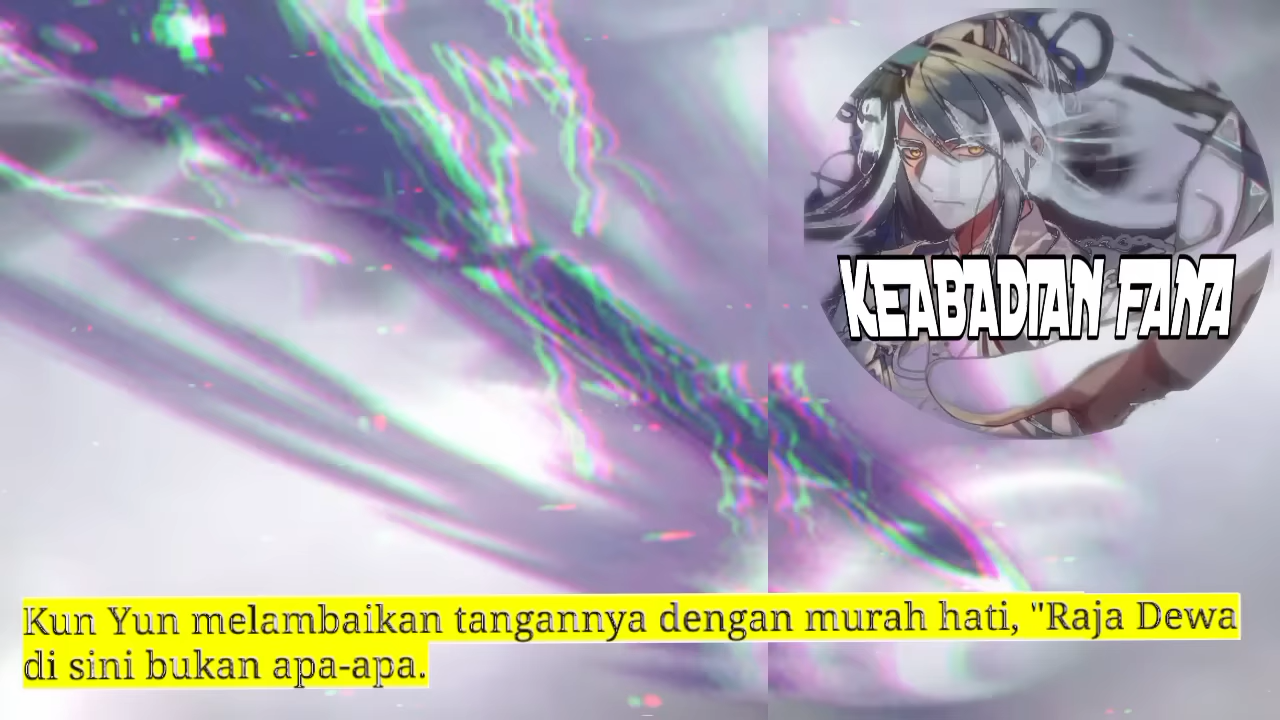 KEABADIAN FANA
Kun Yun melambaikan tangannya dengan murah hati, "Raja Dewa
di sini bukan apa-apa.